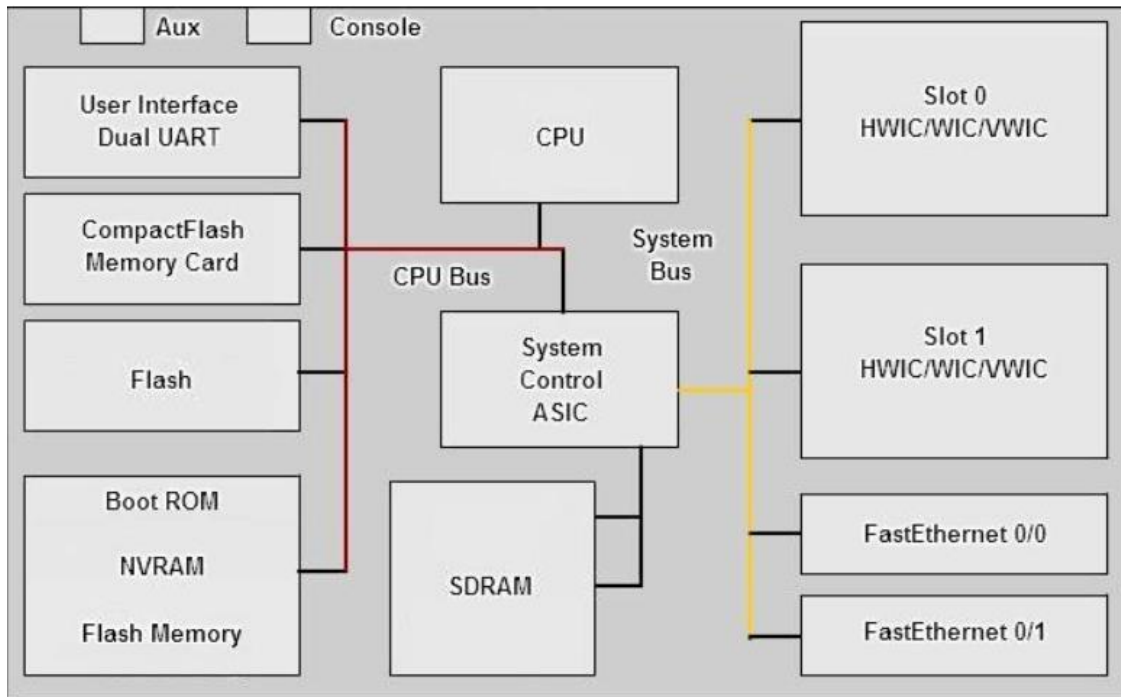 Aux
Console
User Interface
Dual UART
CompactFlash
Memory Card
Flash
Boot ROM
NVRAM
Flash Memory
CPU
CPU Bus
System
Bus
System
Control
ASIC
SDRAM
Slot 0
HWIC/WIC/VWIC
Slot 1
HWIC/WIC/VWIC
FastEthernet 0/0
FastEthernet 0/1